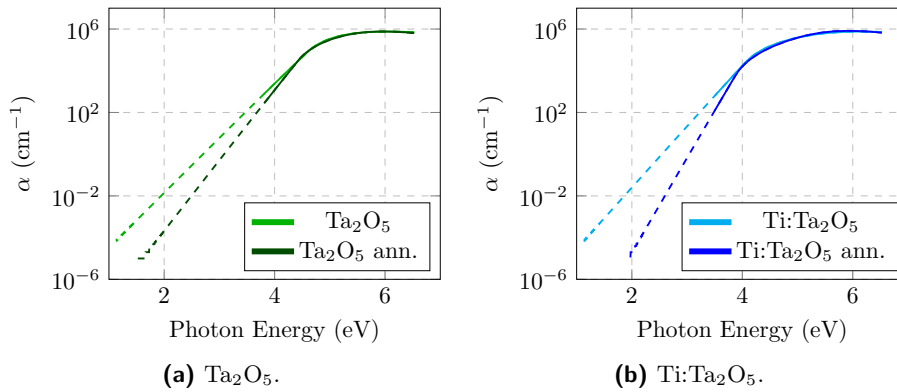 10^6
10^2
10^−2
10^−6
α (cm^−1)
2
4
6
Photon Energy (eV)
Ta₂O₅
Ta₂O₅ ann.
(a) Ta₂O₅.
10^6
10^2
10^−2
10^−6
α (cm^−1)
2
4
6
Photon Energy (eV)
Ti:Ta₂O₅
Ti:Ta₂O₅ ann.
(b) Ti:Ta₂O₅.